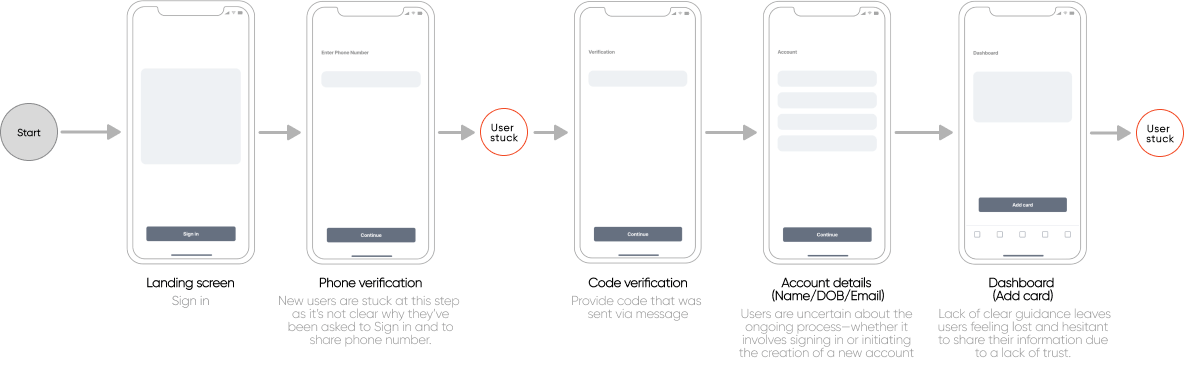 Start
Sign in
Landing screen
Sign in
Enter Phone Number
Continue
Phone verification
New users are stuck at this step
as it's not clear why they've
been asked to Sign in and to
share phone number.
User
stuck
Verification
Continue
Code verification
Provide code that was
sent via message
Account
Continue
Account details
(Name/DOB/Email)
Users are uncertain about the
ongoing process—whether it
involves signing in or initiating
the creation of a new account
Dashboard
Add card
Dashboard
(Add card)
Lack of clear guidance leaves
users feeling lost and hesitant
to share their information due
to a lack of trust.
User
stuck